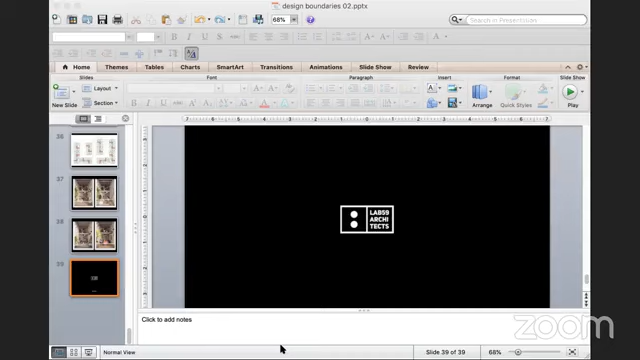 design boundaries 02.pptx
68%
Search in Presentation
Home Themes Tables Charts SmartArt Transitions Animations Slide Show Review
Slides Font Paragraph Insert Format Slide Show
New Slide
Layout
Section
Arrange
Quick Styles
Play
36
37
38
39
LAB59
ARCHI
TECTS
Click to add notes
zoom
Normal View
Slide 39 of 39
68%